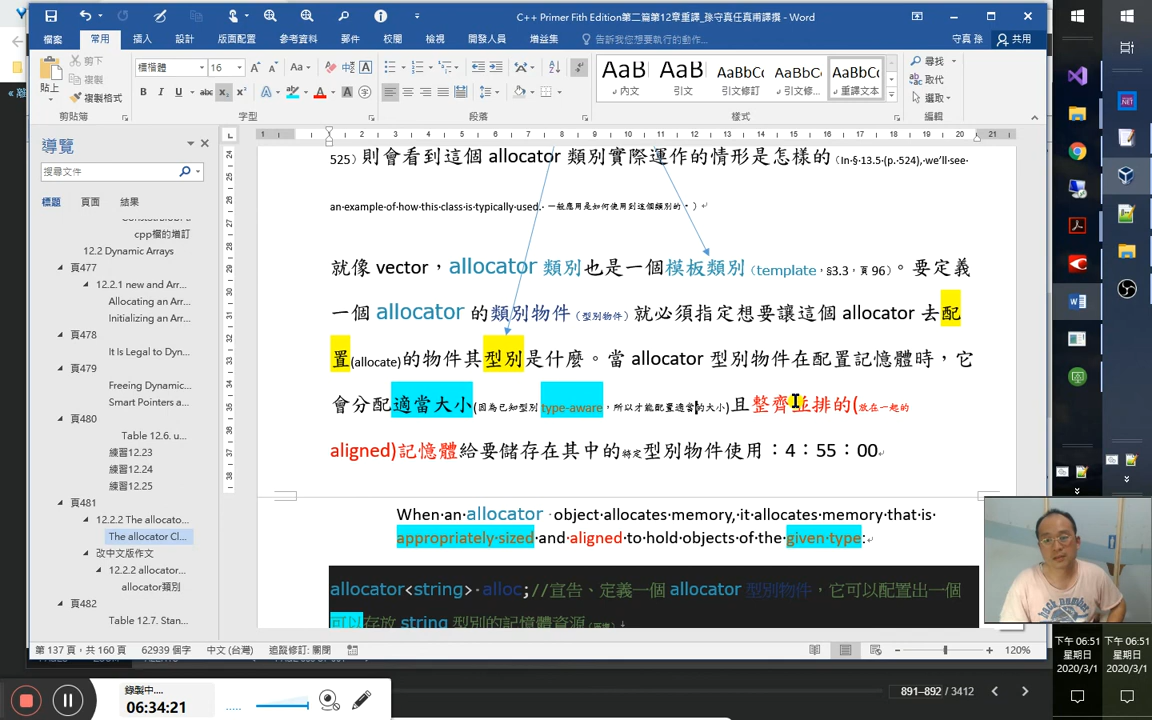 C++ Primer Fith Edition第二篇第12章重譯_孫守真任真甫譯撰 - Word
檔案 常用 插入 設計 版面配置 參考資料 郵件 校閱 檢視 開發人員 增益集 告訴我您想要執行的動作... 守真 孫 共用
貼上 剪下 複製 複製格式
標楷體 16
AaBbC AaBbC AaBbCc AaBbCc AaBbCc
內文 引文 引文修訂 引文修... 重譯文本
尋找 取代 選取
剪貼簿 字型 段落 樣式 編輯
導覽
搜尋文件
標題 頁面 結果
cpp檔的增訂
12.2 Dynamic Arrays
頁477
12.2.1 new and Arr...
Allocating an Arr...
Initializing an Arr...
頁478
It Is Legal to Dyn...
頁479
Freeing Dynamic...
Smart Pointers a...
頁480
Table 12.6. u...
練習12.23
練習12.24
練習12.25
頁481
12.2.2 The allocato...
The allocator Cl...
改中文版作文
12.2.2 allocator...
allocator類別
頁482
Table 12.7. Stan...
525）則會看到這個 allocator 類別實際運作的情形是怎樣的（In § 13.5 (p. 524), we'll see
an example of how this class is typically used. 一般應用是如何使用到這個類別的。）
就像 vector，allocator 類別也是一個模板類別（template，§3.3，頁 96）。要定義
一個 allocator 的類別物件（型別物件）就必須指定想要讓這個 allocator 去配
置(allocate)的物件其型別是什麼。當 allocator 型別物件在配置記憶體時，它
會分配適當大小(因為已知型別 type-aware，所以才能配置適當的大小)且整齊並排的(放在一起的
aligned)記憶體給要儲存在其中的特定型別物件使用：4：55：00
When an allocator object allocates memory, it allocates memory that is
appropriately sized and aligned to hold objects of the given type:
allocator<string> alloc;//宣告、定義一個 allocator 型別物件，它可以配置出一個
可以存放 string 型別的記憶體資源
第 137 頁，共 160 頁 62939 個字 中文 (台灣) 追蹤修訂: 關閉 120%
錄製中....
06:34:21
891–892 / 3412
下午 06:51 下午 06:51
星期日 星期日
2020/3/1 2020/3/1